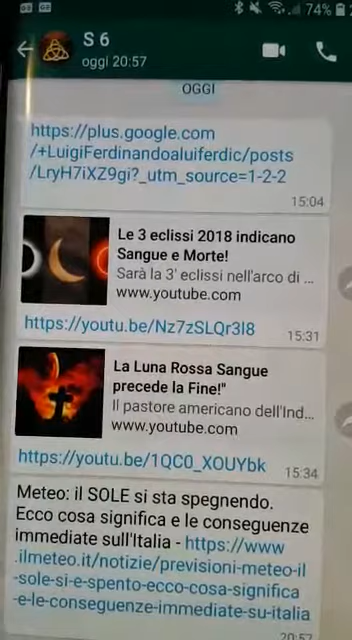 74%
S 6
oggi 20:57
OGGI
https://plus.google.com
/+LuigiFerdinandoaluiferdic/posts
/LryH7iXZ9gi?_utm_source=1-2-2
15:04
Le 3 eclissi 2018 indicano
Sangue e Morte!
Sarà la 3' eclissi nell'arco di ...
www.youtube.com
https://youtu.be/Nz7zSLQr3l8
15:31
La Luna Rossa Sangue
precede la Fine!"
Il pastore americano dell'Ind...
www.youtube.com
https://youtu.be/1QC0_XOUYbk
15:34
Meteo: il SOLE si sta spegnendo.
Ecco cosa significa e le conseguenze
immediate sull'Italia - https://www
.ilmeteo.it/notizie/previsioni-meteo-il
-sole-si-e-spento-ecco-cosa-significa
-e-le-conseguenze-immediate-su-italia
20:57